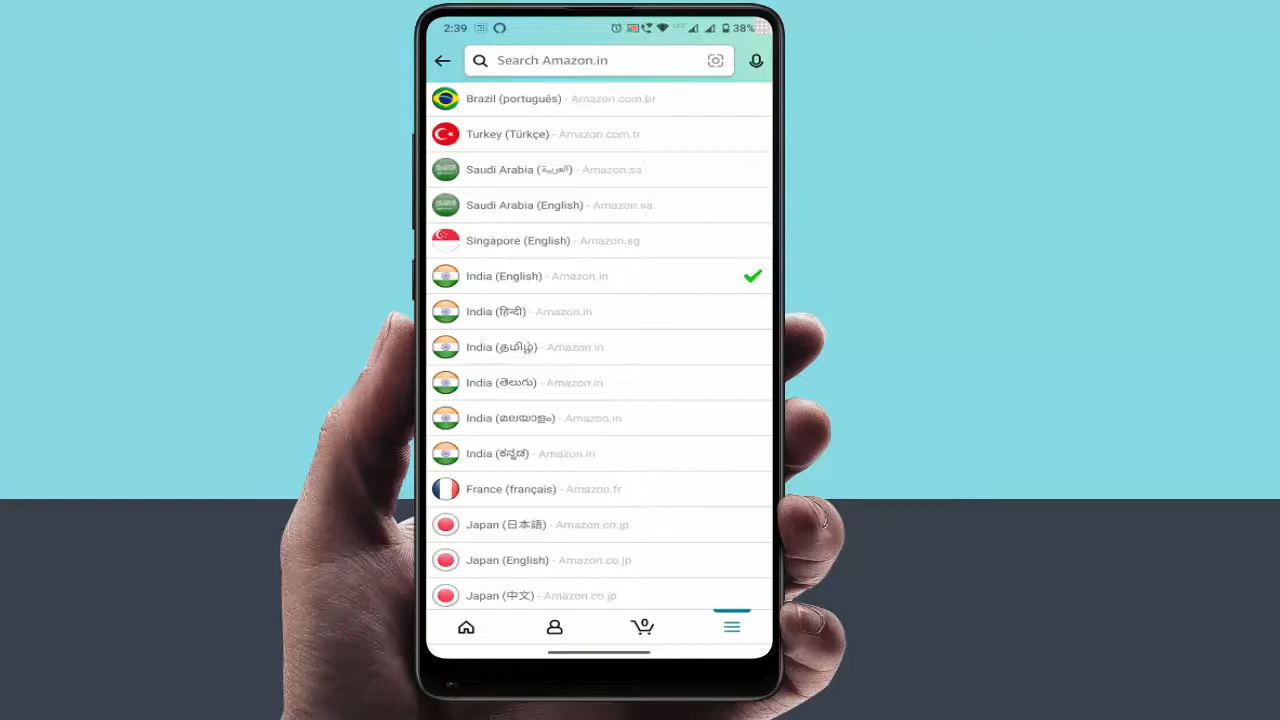 2:39 38%
Search Amazon.in
Brazil (português) - Amazon.com.br
Turkey (Türkçe) - Amazon.com.tr
Saudi Arabia (العربية) - Amazon.sa
Saudi Arabia (English) - Amazon.sa
Singapore (English) - Amazon.sg
India (English) - Amazon.in
India (हिन्दी) - Amazon.in
India (தமிழ்) - Amazon.in
India (తెలుగు) - Amazon.in
India (മലയാളം) - Amazon.in
India (ಕನ್ನಡ) - Amazon.in
France (français) - Amazon.fr
Japan (日本語) - Amazon.co.jp
Japan (English) - Amazon.co.jp
Japan (中文) - Amazon.co.jp
0